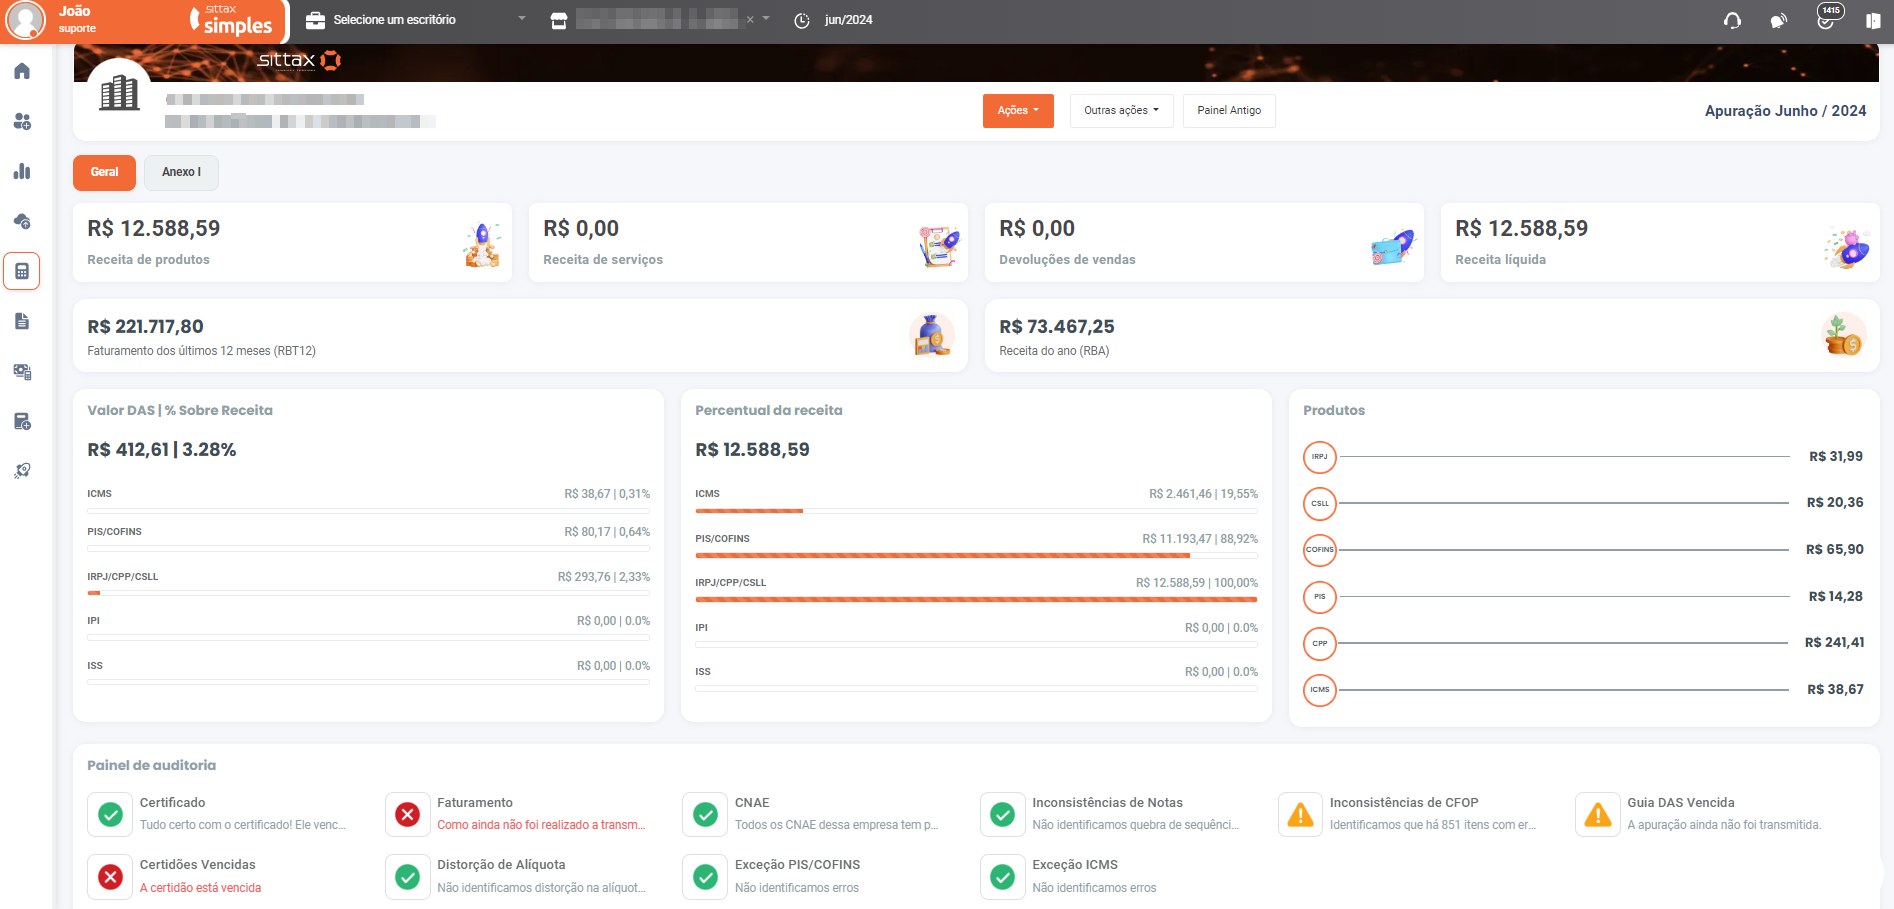 João
suporte
sittax
simples
Selecione um escritório
×
jun/2024
1415
sittax
Ações
Outras ações
Painel Antigo
Apuração Junho / 2024
Geral
Anexo I
R$ 12.588,59
Receita de produtos
R$ 0,00
Receita de serviços
R$ 0,00
Devoluções de vendas
R$ 12.588,59
Receita líquida
R$ 221.717,80
Faturamento dos últimos 12 meses (RBT12)
R$ 73.467,25
Receita do ano (RBA)
Valor DAS | % Sobre Receita
R$ 412,61 | 3.28%
ICMS R$ 38,67 | 0,31%
PIS/COFINS R$ 80,17 | 0,64%
IRPJ/CPP/CSLL R$ 293,76 | 2,33%
IPI R$ 0,00 | 0.0%
ISS R$ 0,00 | 0.0%
Percentual da receita
R$ 12.588,59
ICMS R$ 2.461,46 | 19,55%
PIS/COFINS R$ 11.193,47 | 88,92%
IRPJ/CPP/CSLL R$ 12.588,59 | 100,00%
IPI R$ 0,00 | 0.0%
ISS R$ 0,00 | 0.0%
Produtos
IRPJ R$ 31,99
CSLL R$ 20,36
COFINS R$ 65,90
PIS R$ 14,28
CPP R$ 241,41
ICMS R$ 38,67
Painel de auditoria
Certificado
Tudo certo com o certificado! Ele venc...
Faturamento
Como ainda não foi realizado a transm...
CNAE
Todos os CNAE dessa empresa tem p...
Inconsistências de Notas
Não identificamos quebra de sequênci...
Inconsistências de CFOP
Identificamos que há 851 itens com er...
Guia DAS Vencida
A apuração ainda não foi transmitida.
Certidões Vencidas
A certidão está vencida
Distorção de Alíquota
Não identificamos distorção na alíquot...
Exceção PIS/COFINS
Não identificamos erros
Exceção ICMS
Não identificamos erros